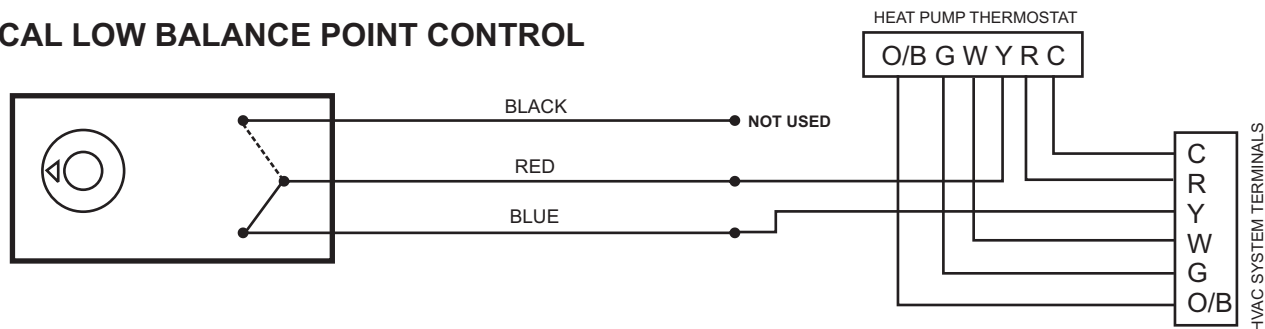 CAL LOW BALANCE POINT CONTROL
HEAT PUMP THERMOSTAT
O/B G W Y R C
BLACK
NOT USED
RED
BLUE
C
R
Y
W
G
O/B
HVAC SYSTEM TERMINALS